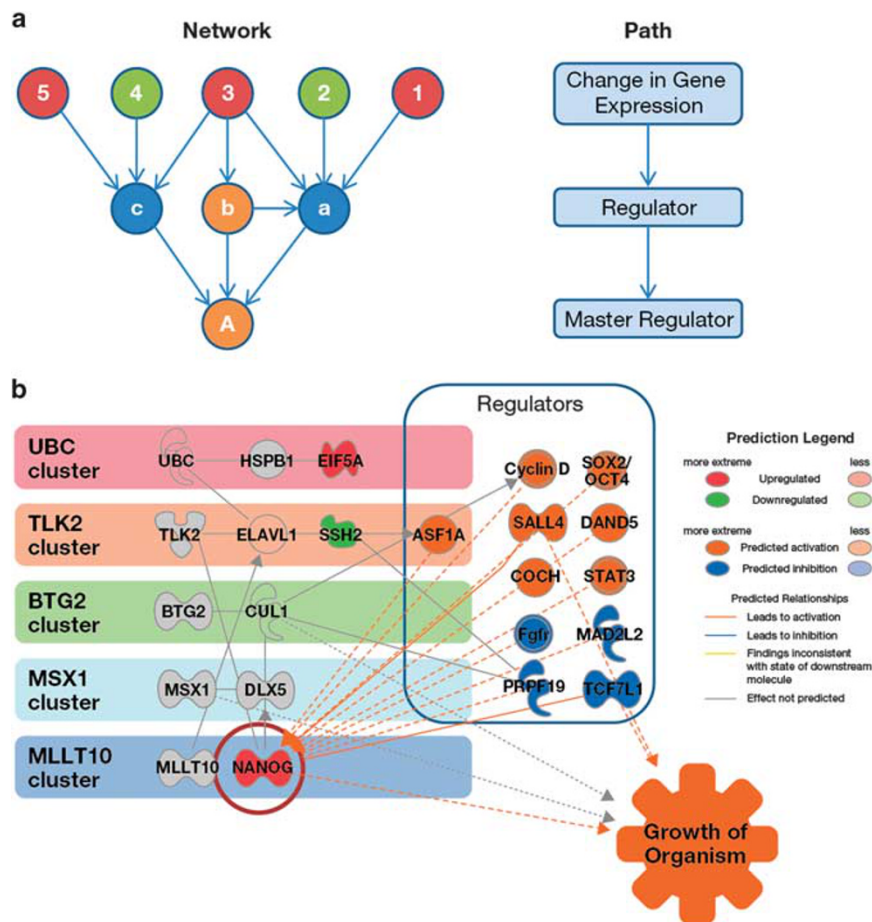 a
Network
Path
5
4
3
2
1
c
b
a
A
Change in Gene
Expression
Regulator
Master Regulator
b
Regulators
UBC
cluster
UBC
HSPB1
EIF5A
TLK2
cluster
TLK2
ELAVL1
SSH2
ASF1A
BTG2
cluster
BTG2
CUL1
MSX1
cluster
MSX1
DLX5
MLLT10
cluster
MLLT10
NANOG
Cyclin D
SOX2/
OCT4
SALL4
DAND5
COCH
STAT3
Fgfr
MAD2L2
PRPF19
TCF7L1
Prediction Legend
more extreme
less
Upregulated
Downregulated
more extreme
less
Predicted activation
Predicted inhibition
Predicted Relationships
Leads to activation
Leads to inhibition
Findings inconsistent
with state of downstream
molecule
Effect not predicted
Growth of
Organism